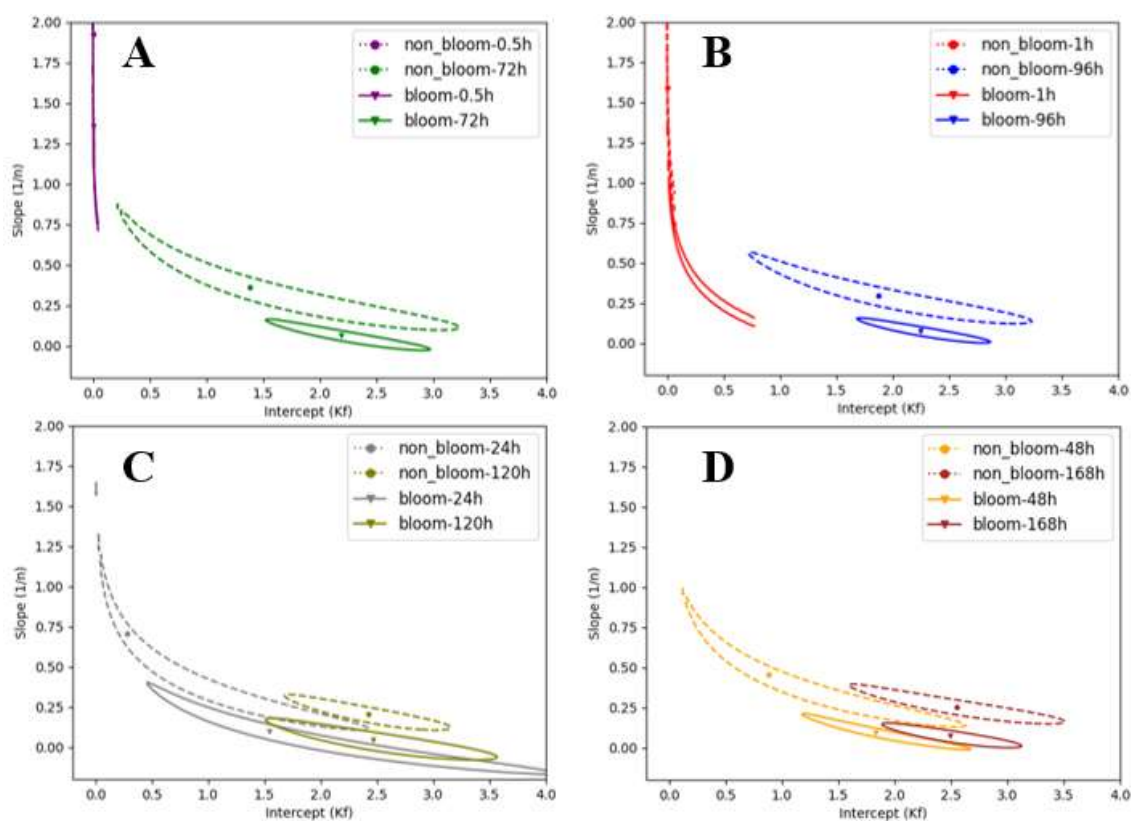 A
2.00
1.75
1.50
1.25
1.00
0.75
0.50
0.25
0.00
Slope (1/n)
non_bloom-0.5h
non_bloom-72h
bloom-0.5h
bloom-72h
0.0 0.5 1.0 1.5 2.0 2.5 3.0 3.5 4.0
Intercept (Kf)
B
2.00
1.75
1.50
1.25
1.00
0.75
0.50
0.25
0.00
Slope (1/n)
non_bloom-1h
non_bloom-96h
bloom-1h
bloom-96h
0.0 0.5 1.0 1.5 2.0 2.5 3.0 3.5 4.0
Intercept (Kf)
C
2.00
1.75
1.50
1.25
1.00
0.75
0.50
0.25
0.00
Slope (1/n)
non_bloom-24h
non_bloom-120h
bloom-24h
bloom-120h
0.0 0.5 1.0 1.5 2.0 2.5 3.0 3.5 4.0
Intercept (Kf)
D
2.00
1.75
1.50
1.25
1.00
0.75
0.50
0.25
0.00
Slope (1/n)
non_bloom-48h
non_bloom-168h
bloom-48h
bloom-168h
0.0 0.5 1.0 1.5 2.0 2.5 3.0 3.5 4.0
Intercept (Kf)